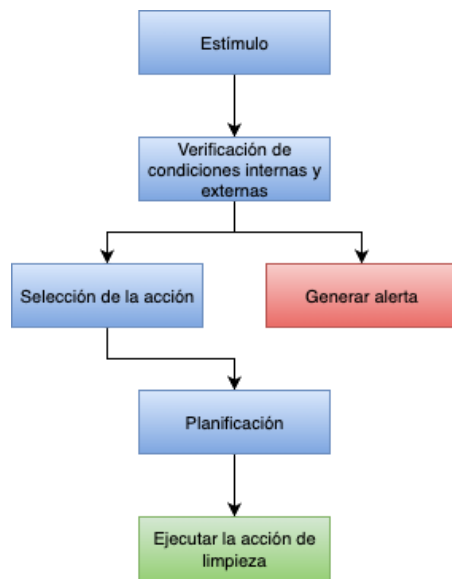 Estímulo
Verificación de
condiciones internas y
externas
Selección de la acción
Generar alerta
Planificación
Ejecutar la acción de
limpieza